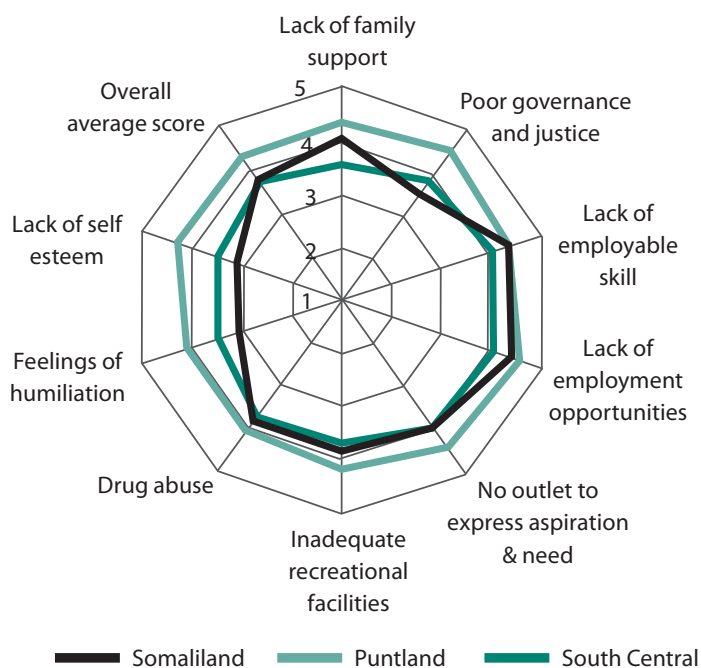 Lack of family
support
Poor governance
and justice
Lack of
employable
skill
Lack of
employment
opportunities
No outlet to
express aspiration
& need
Inadequate
recreational
facilities
Drug abuse
Feelings of
humiliation
Lack of self
esteem
Overall
average score
5
4
3
2
1
Somaliland
Puntland
South Central